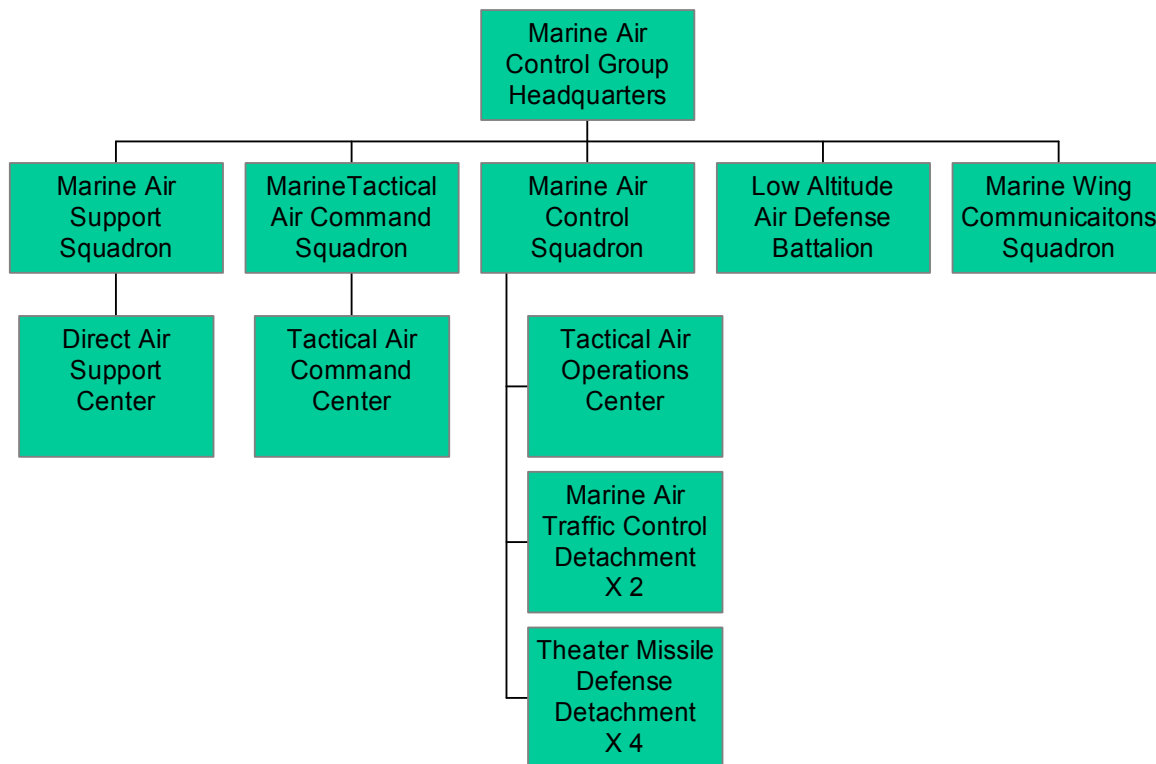 Marine Air
Control Group
Headquarters
Marine Air
Support
Squadron
MarineTactical
Air Command
Squadron
Marine Air
Control
Squadron
Low Altitude
Air Defense
Battalion
Marine Wing
Communicaitons
Squadron
Direct Air
Support
Center
Tactical Air
Command
Center
Tactical Air
Operations
Center
Marine Air
Traffic Control
Detachment
X 2
Theater Missile
Defense
Detachment
X 4